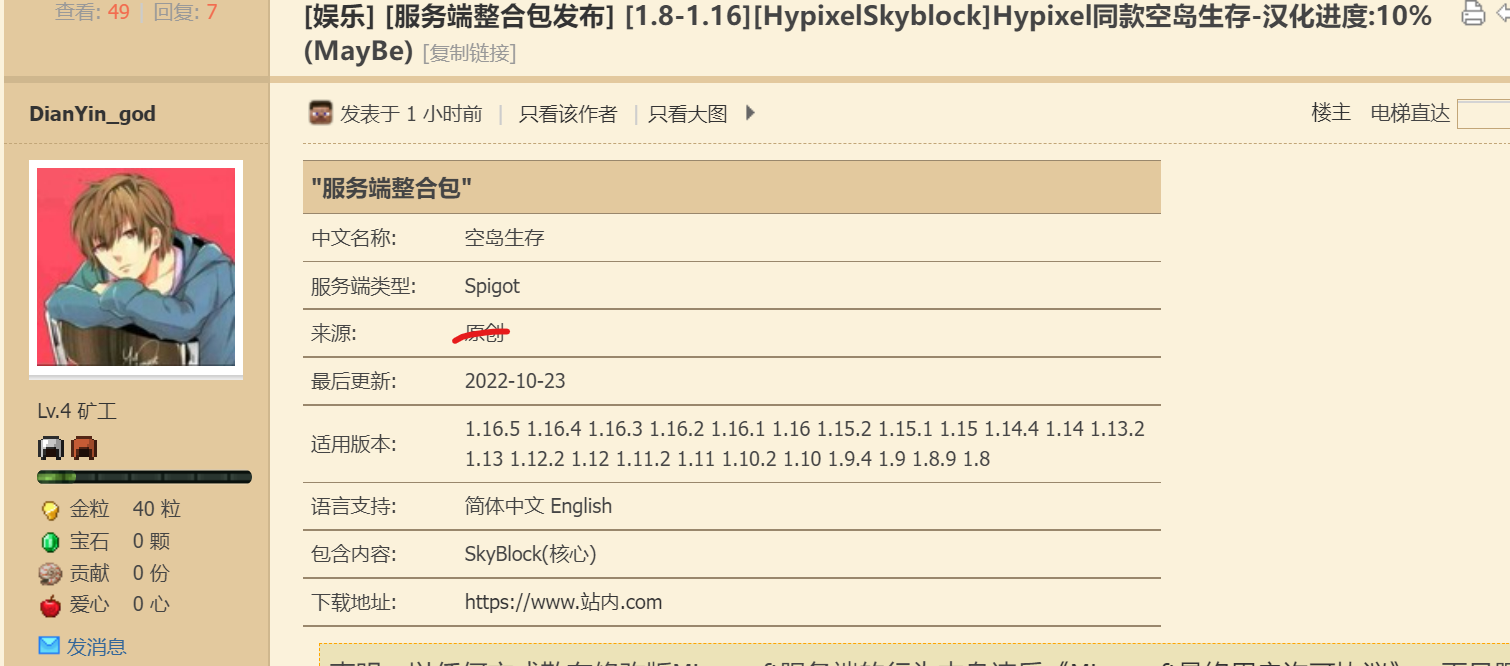 查看: 49 | 回复: 7
[娱乐] [服务端整合包发布] [1.8-1.16][HypixelSkyblock]Hypixel同款空岛生存-汉化进度:10%
(MayBe) [复制链接]
DianYin_god
发表于 1 小时前 | 只看该作者 | 只看大图
楼主 电梯直达
Lv.4 矿工
金粒 40 粒
宝石 0 颗
贡献 0 份
爱心 0 心
发消息
"服务端整合包"
中文名称: 空岛生存
服务端类型: Spigot
来源: 原创
最后更新: 2022-10-23
适用版本: 1.16.5 1.16.4 1.16.3 1.16.2 1.16.1 1.16 1.15.2 1.15.1 1.15 1.14.4 1.14 1.13.2
1.13 1.12.2 1.12 1.11.2 1.11 1.10.2 1.10 1.9.4 1.9 1.8.9 1.8
语言支持: 简体中文 English
包含内容: SkyBlock(核心)
下载地址: https://www.站内.com